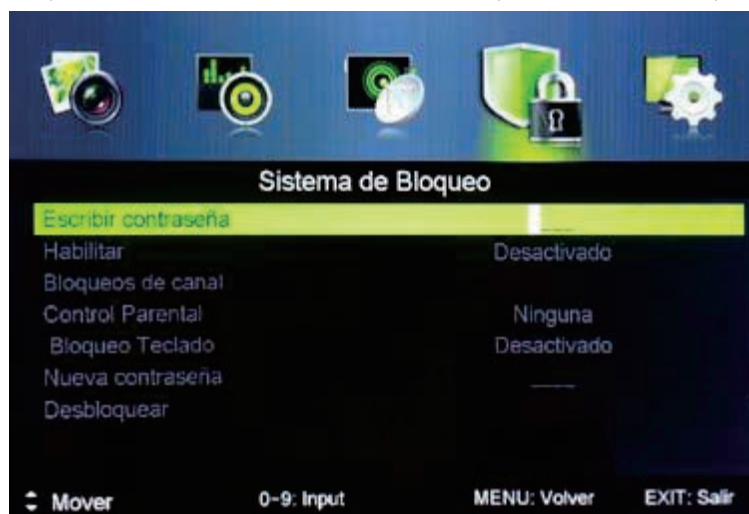 Sistema de Bloqueo
Escribir contraseña
Habilitar Desactivado
Bloqueos de canal
Control Parental Ninguna
Bloqueo Teclado Desactivado
Nueva contraseña ____
Desbloquear
Mover 0-9: Input MENU: Volver EXIT: Salir